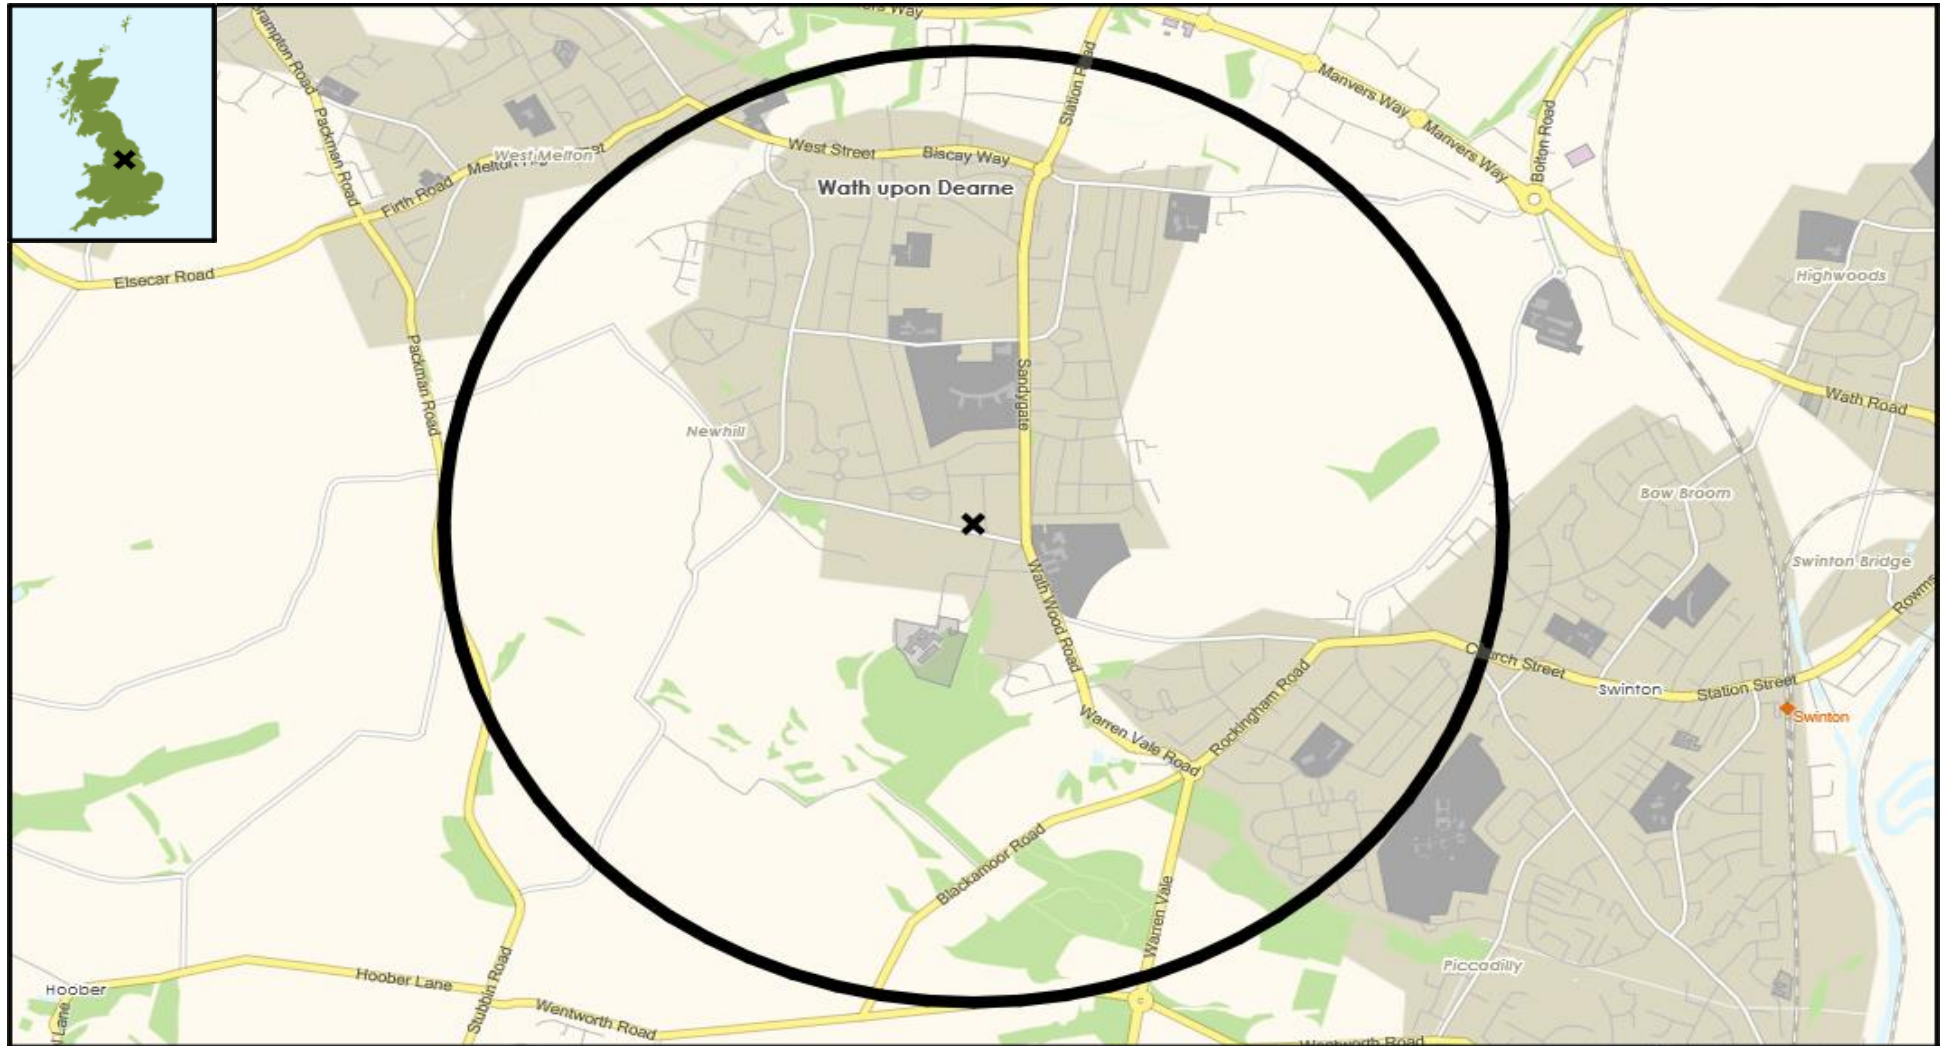 Brampton Road
Packman Road
Station Road
Manvers Way
Manvers Way
Bolton Road
West Melton
West Street
Biscay Way
Firth Road
Wath upon Dearne
Elsecar Road
Highwoods
Packman Road
Sandygate
Wath Road
Newhill
Bow Broom
Swinton Bridge
Wath Wood Road
Church Street
Swinton
Station Street
Rockingham Road
Warren Vale Road
Swinton
Blackamoor Road
Warren Vale
Piccadilly
Hoober
Hoober Lane
Stubbin Road
Wentworth Road
Wentworth Road
Lane